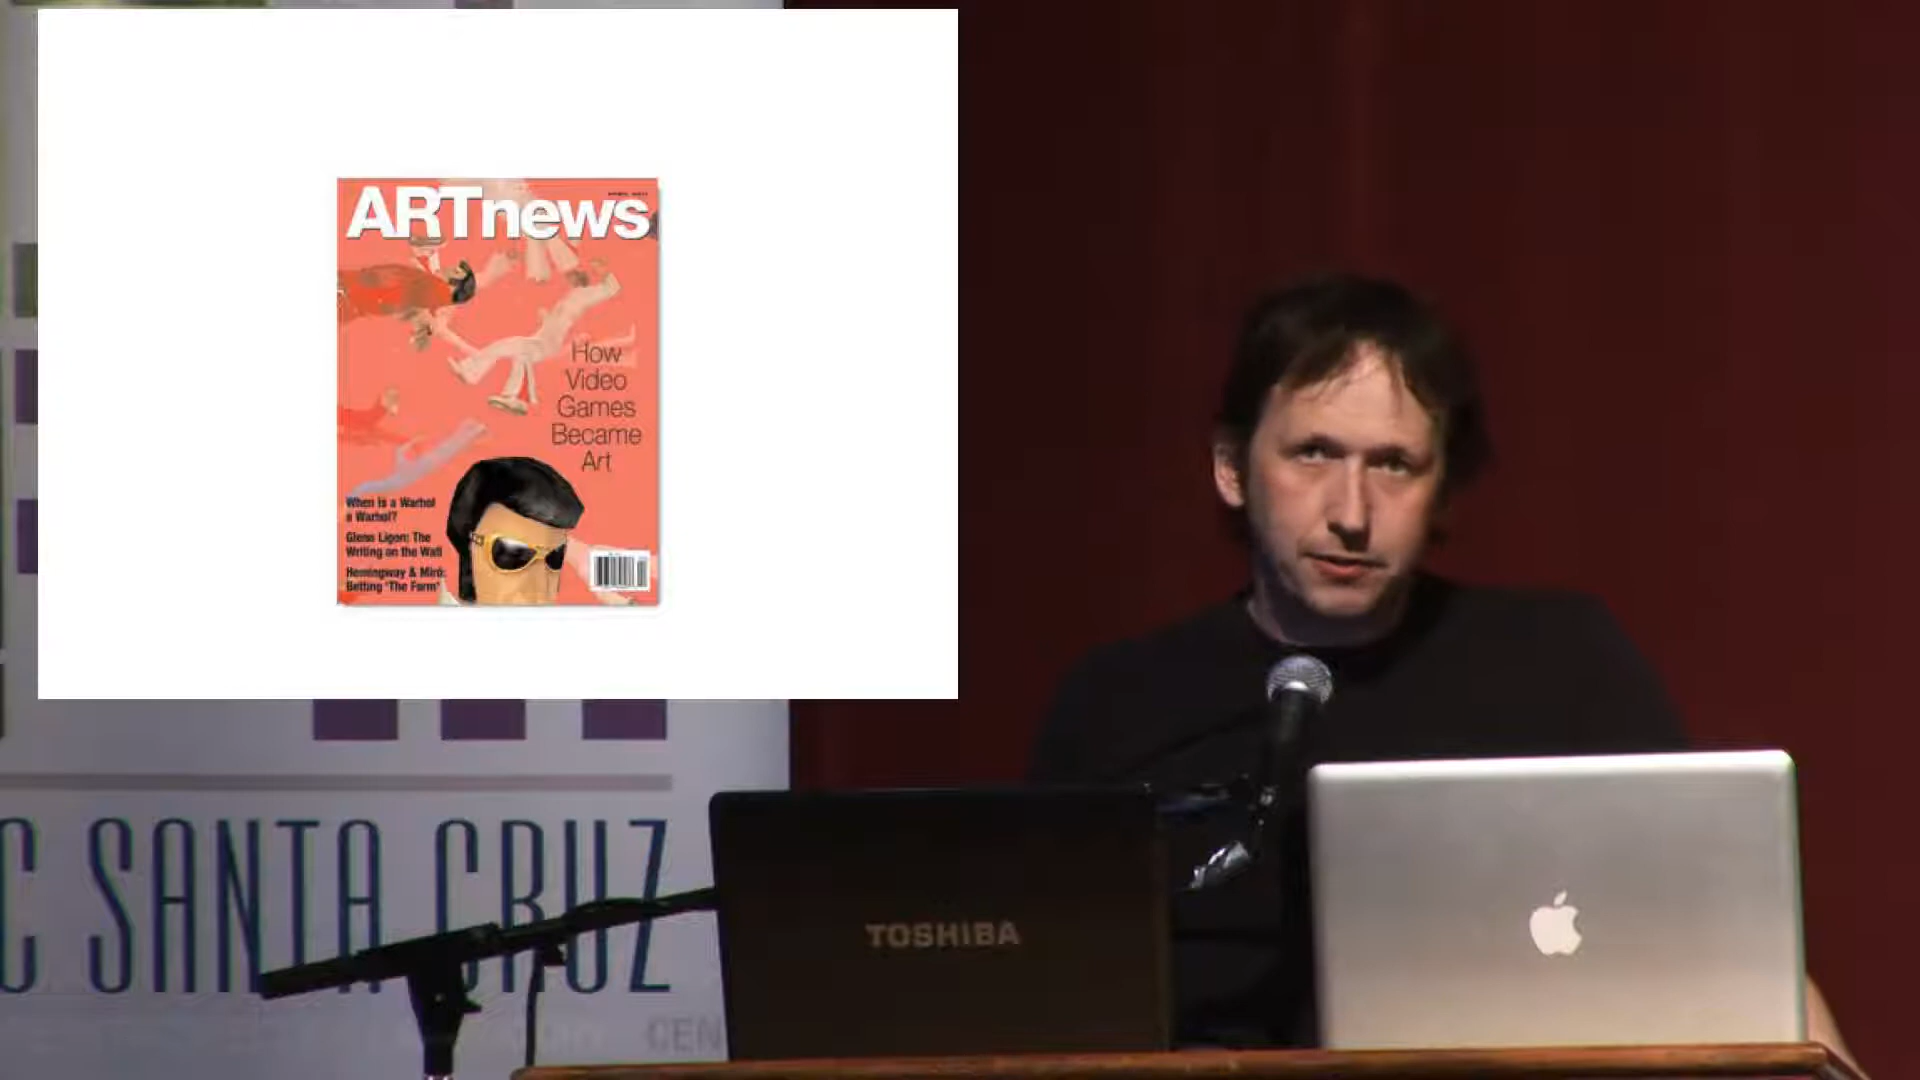 ARTnews
How
Video
Games
Became
Art
When is a Warhol
a Warhol?
Glenn Ligon: The
Writing on the Wall
Hemingway & Miró:
Betting 'The Farm'
C SANTA CRUZ
CEN
TOSHIBA